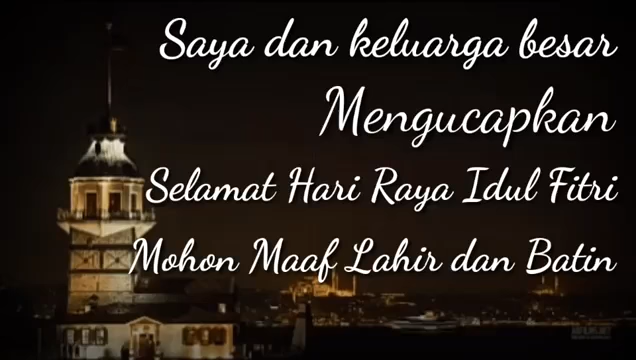 Saya dan keluarga besar
Mengucapkan
Selamat Hari Raya Idul Fitri
Mohon Maaf Lahir dan Batin